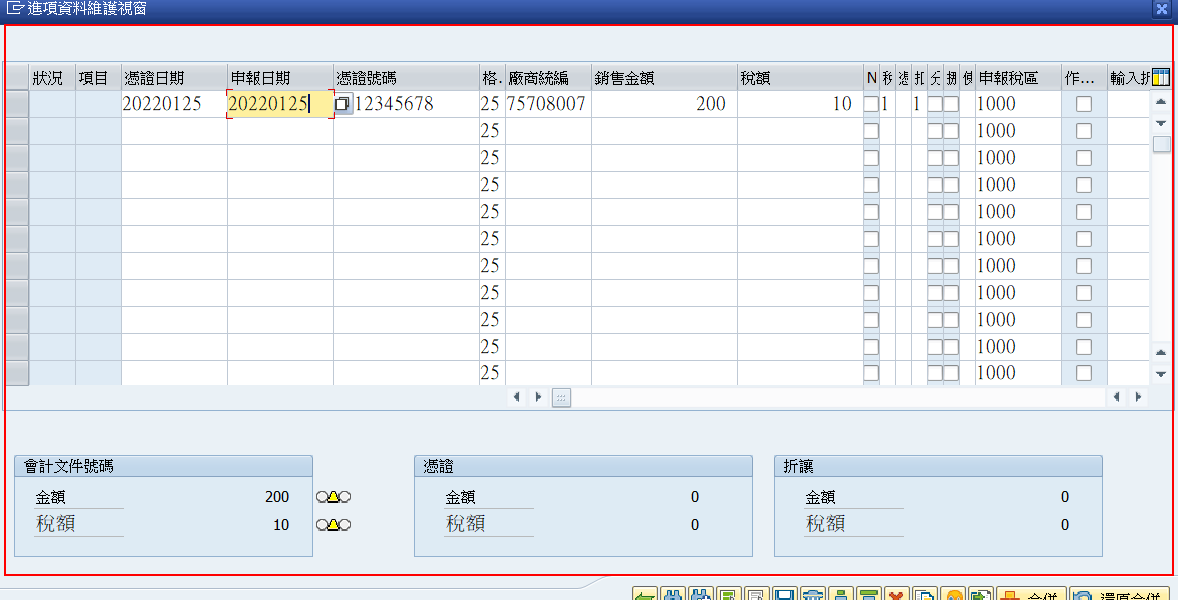 進項資料維護視窗
狀況 項目 憑證日期 申報日期 憑證號碼 格. 廠商統編 銷售金額 稅額 N 稅 憑 扣 分 捆 使 申報稅區 作... 輸入折
20220125 20220125 12345678 25 75708007 200 10 1 1 1000
25 1000
25 1000
25 1000
25 1000
25 1000
25 1000
25 1000
25 1000
25 1000
25 1000
會計文件號碼 憑證 折讓
金額 200 金額 0 金額 0
稅額 10 稅額 0 稅額 0
合併 還原合併